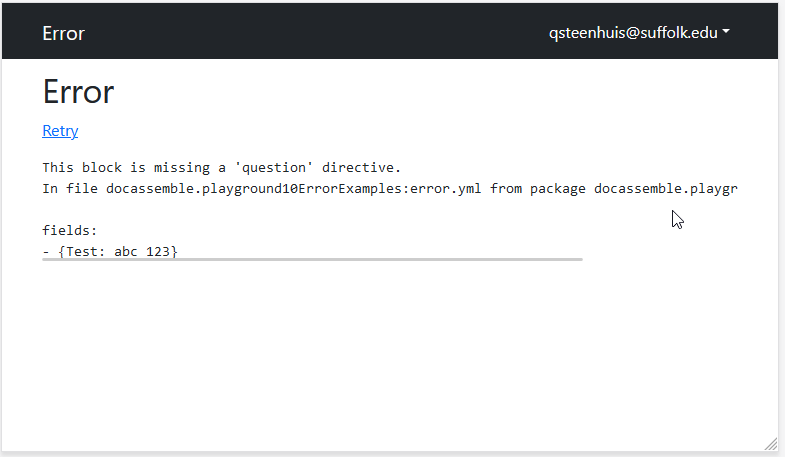 Error
qsteenhuis@suffolk.edu
Error
Retry
This block is missing a 'question' directive.
In file docassemble.playground10ErrorExamples:error.yml from package docassemble.playgr
fields:
- {Test: abc 123}